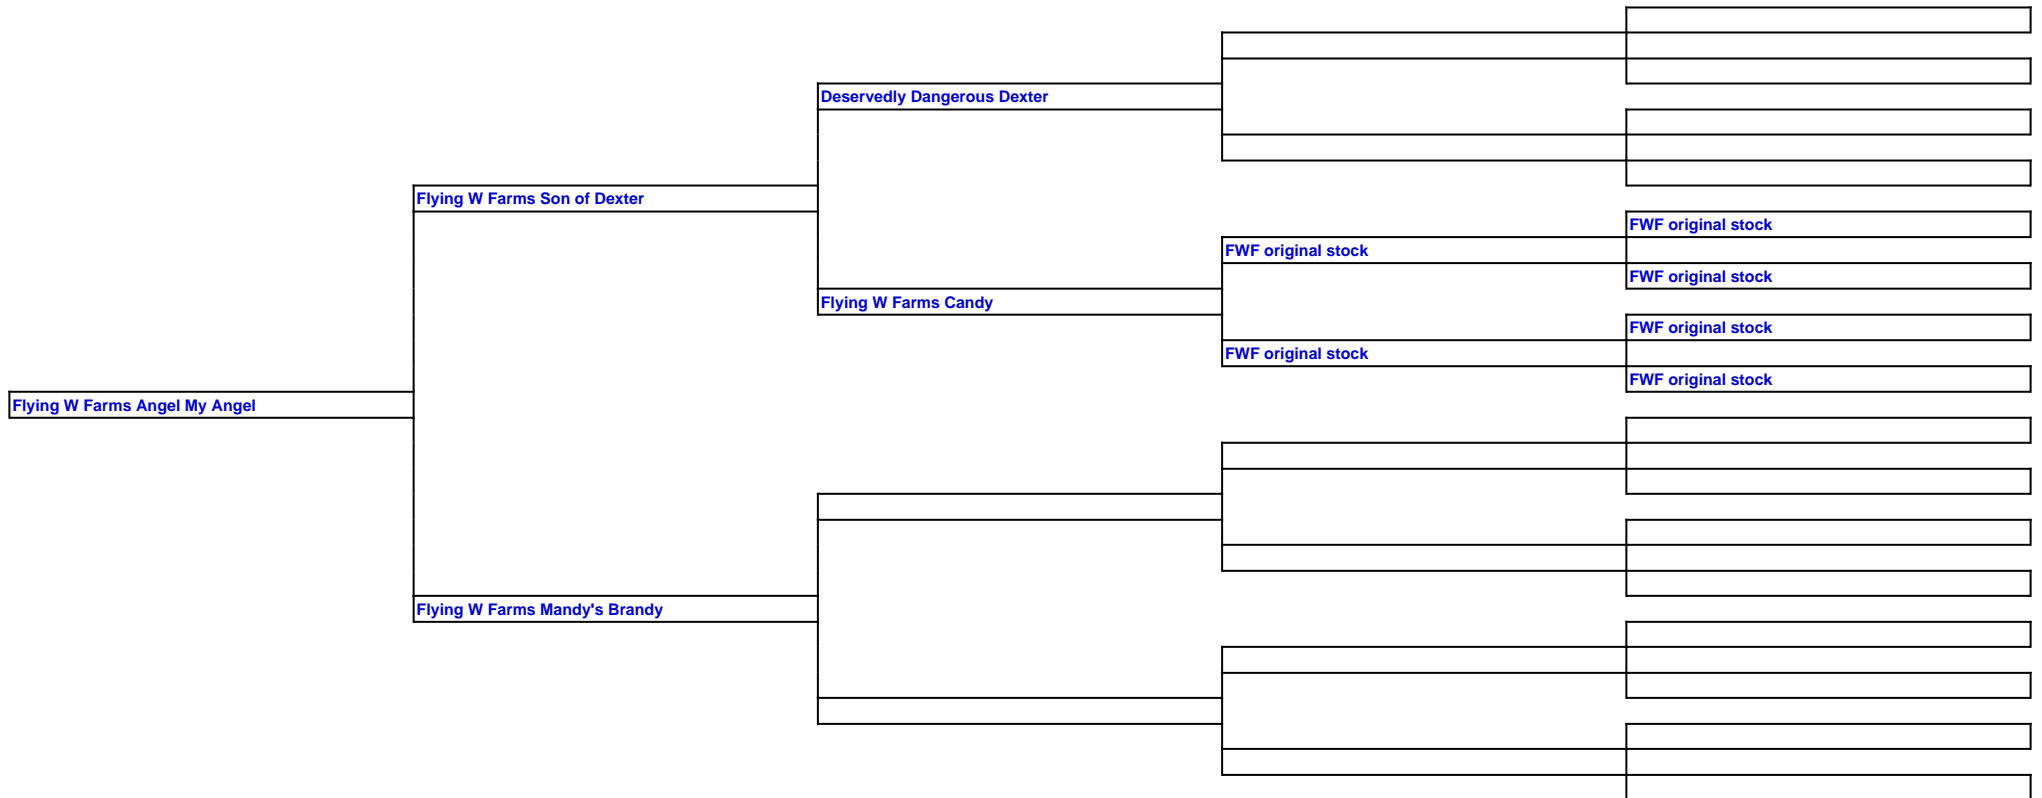 Deservedly Dangerous Dexter
Flying W Farms Son of Dexter
FWF original stock
FWF original stock
FWF original stock
Flying W Farms Candy
FWF original stock
FWF original stock
FWF original stock
Flying W Farms Angel My Angel
Flying W Farms Mandy's Brandy